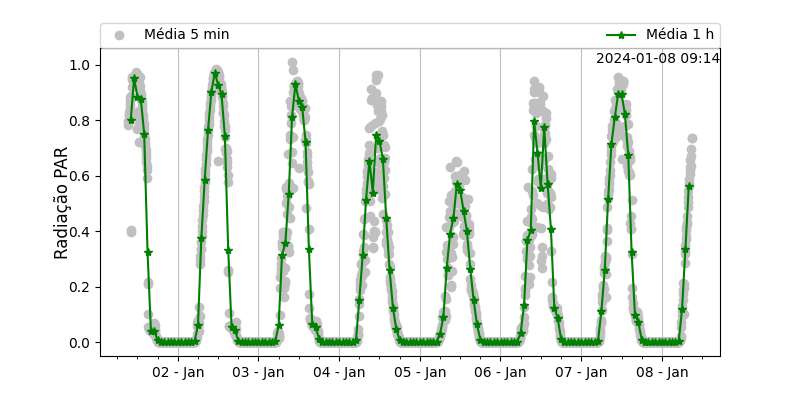 Média 5 min
Média 1 h
2024-01-08 09:14
Radiação PAR
1.0
0.8
0.6
0.4
0.2
0.0
02 - Jan
03 - Jan
04 - Jan
05 - Jan
06 - Jan
07 - Jan
08 - Jan